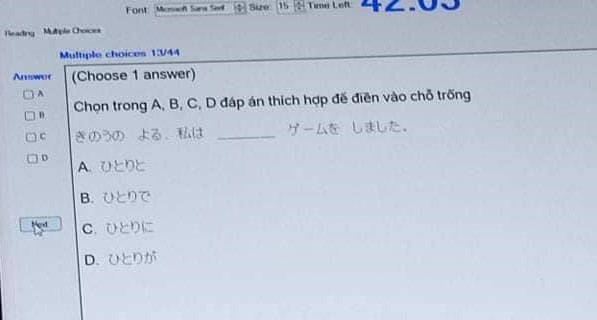 Font: Microsoft Sans Serif Size: 15 Time Left: 42:05
Reading Multiple Choices
Multiple choices 13/44
Answer
(Choose 1 answer)
A
B
C
D
Chọn trong A, B, C, D đáp án thích hợp để điền vào chỗ trống
きのうの よる、私は ______ ゲームを しました。
A. ひとりと
B. ひとりで
C. ひとりに
D. ひとりが
Next